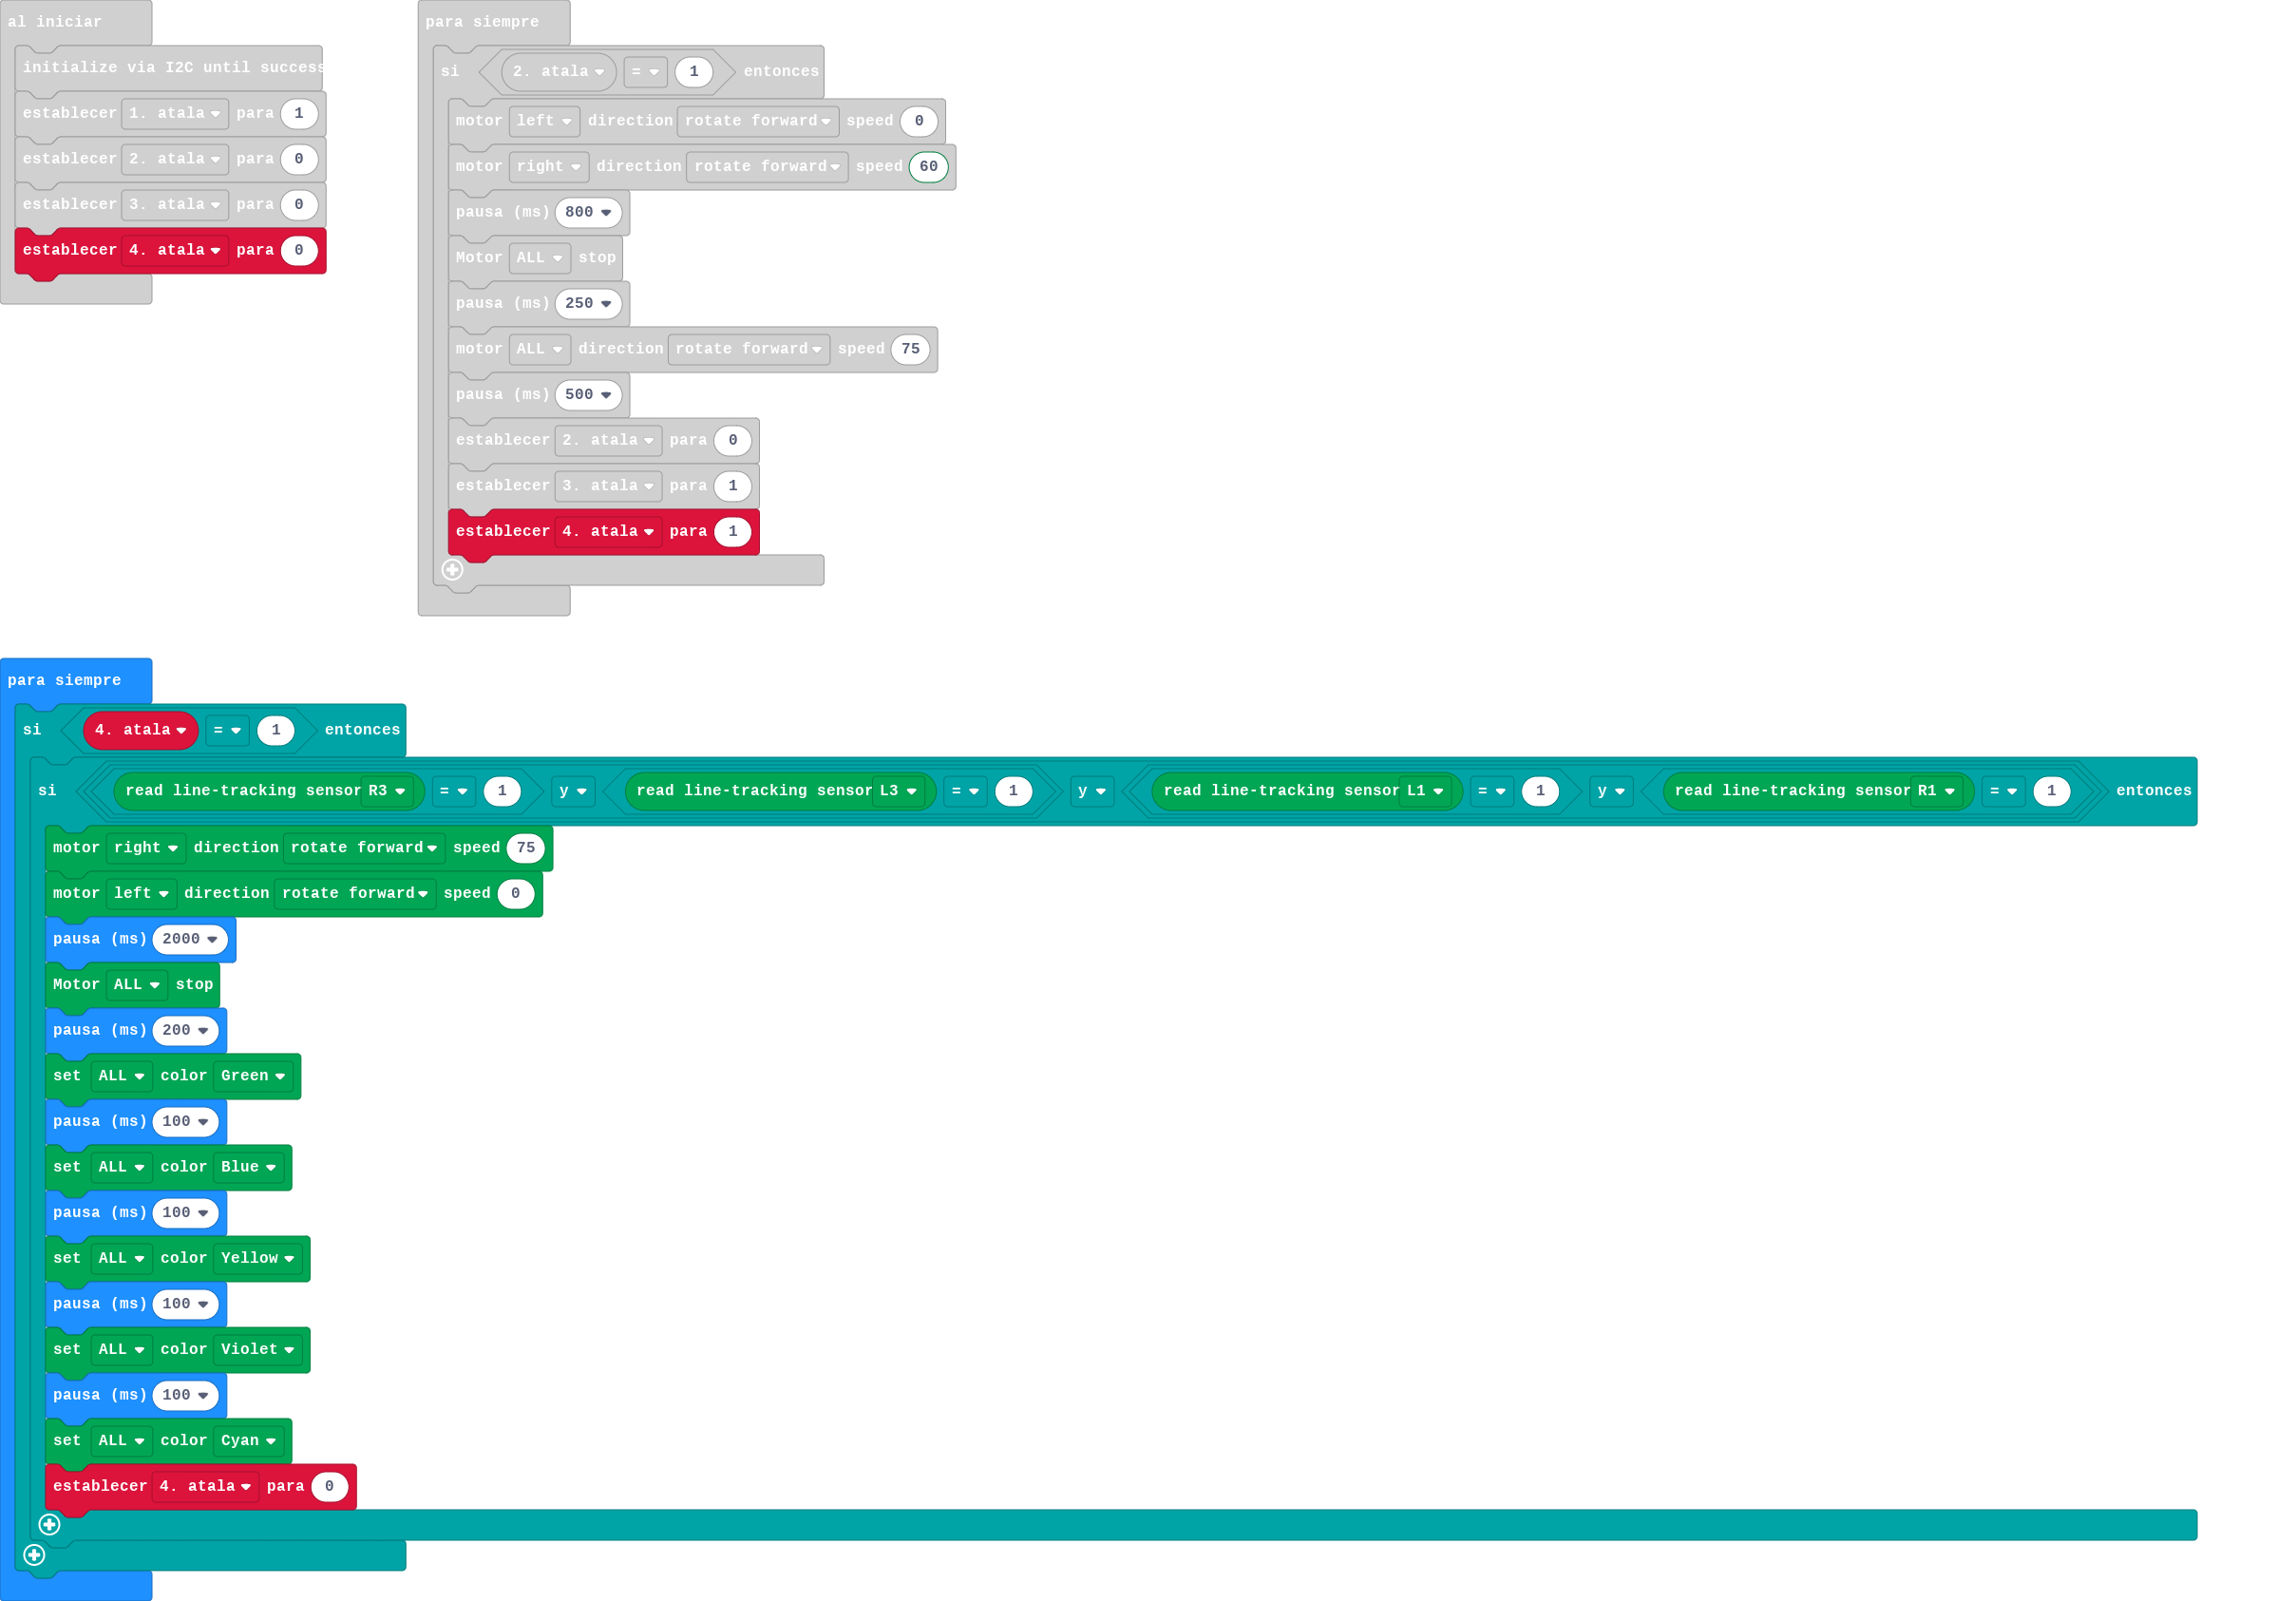 al iniciar
initialize via I2C until success
establecer 1. atala para 1
establecer 2. atala para 0
establecer 3. atala para 0
establecer 4. atala para 0
para siempre
si 2. atala = 1 entonces
motor left direction rotate forward speed 0
motor right direction rotate forward speed 60
pausa (ms) 800
Motor ALL stop
pausa (ms) 250
motor ALL direction rotate forward speed 75
pausa (ms) 500
establecer 2. atala para 0
establecer 3. atala para 1
establecer 4. atala para 1
para siempre
si 4. atala = 1 entonces
si read line-tracking sensor R3 = 1 y read line-tracking sensor L3 = 1 y read line-tracking sensor L1 = 1 y read line-tracking sensor R1 = 1 entonces
motor right direction rotate forward speed 75
motor left direction rotate forward speed 0
pausa (ms) 2000
Motor ALL stop
pausa (ms) 200
set ALL color Green
pausa (ms) 100
set ALL color Blue
pausa (ms) 100
set ALL color Yellow
pausa (ms) 100
set ALL color Violet
pausa (ms) 100
set ALL color Cyan
establecer 4. atala para 0